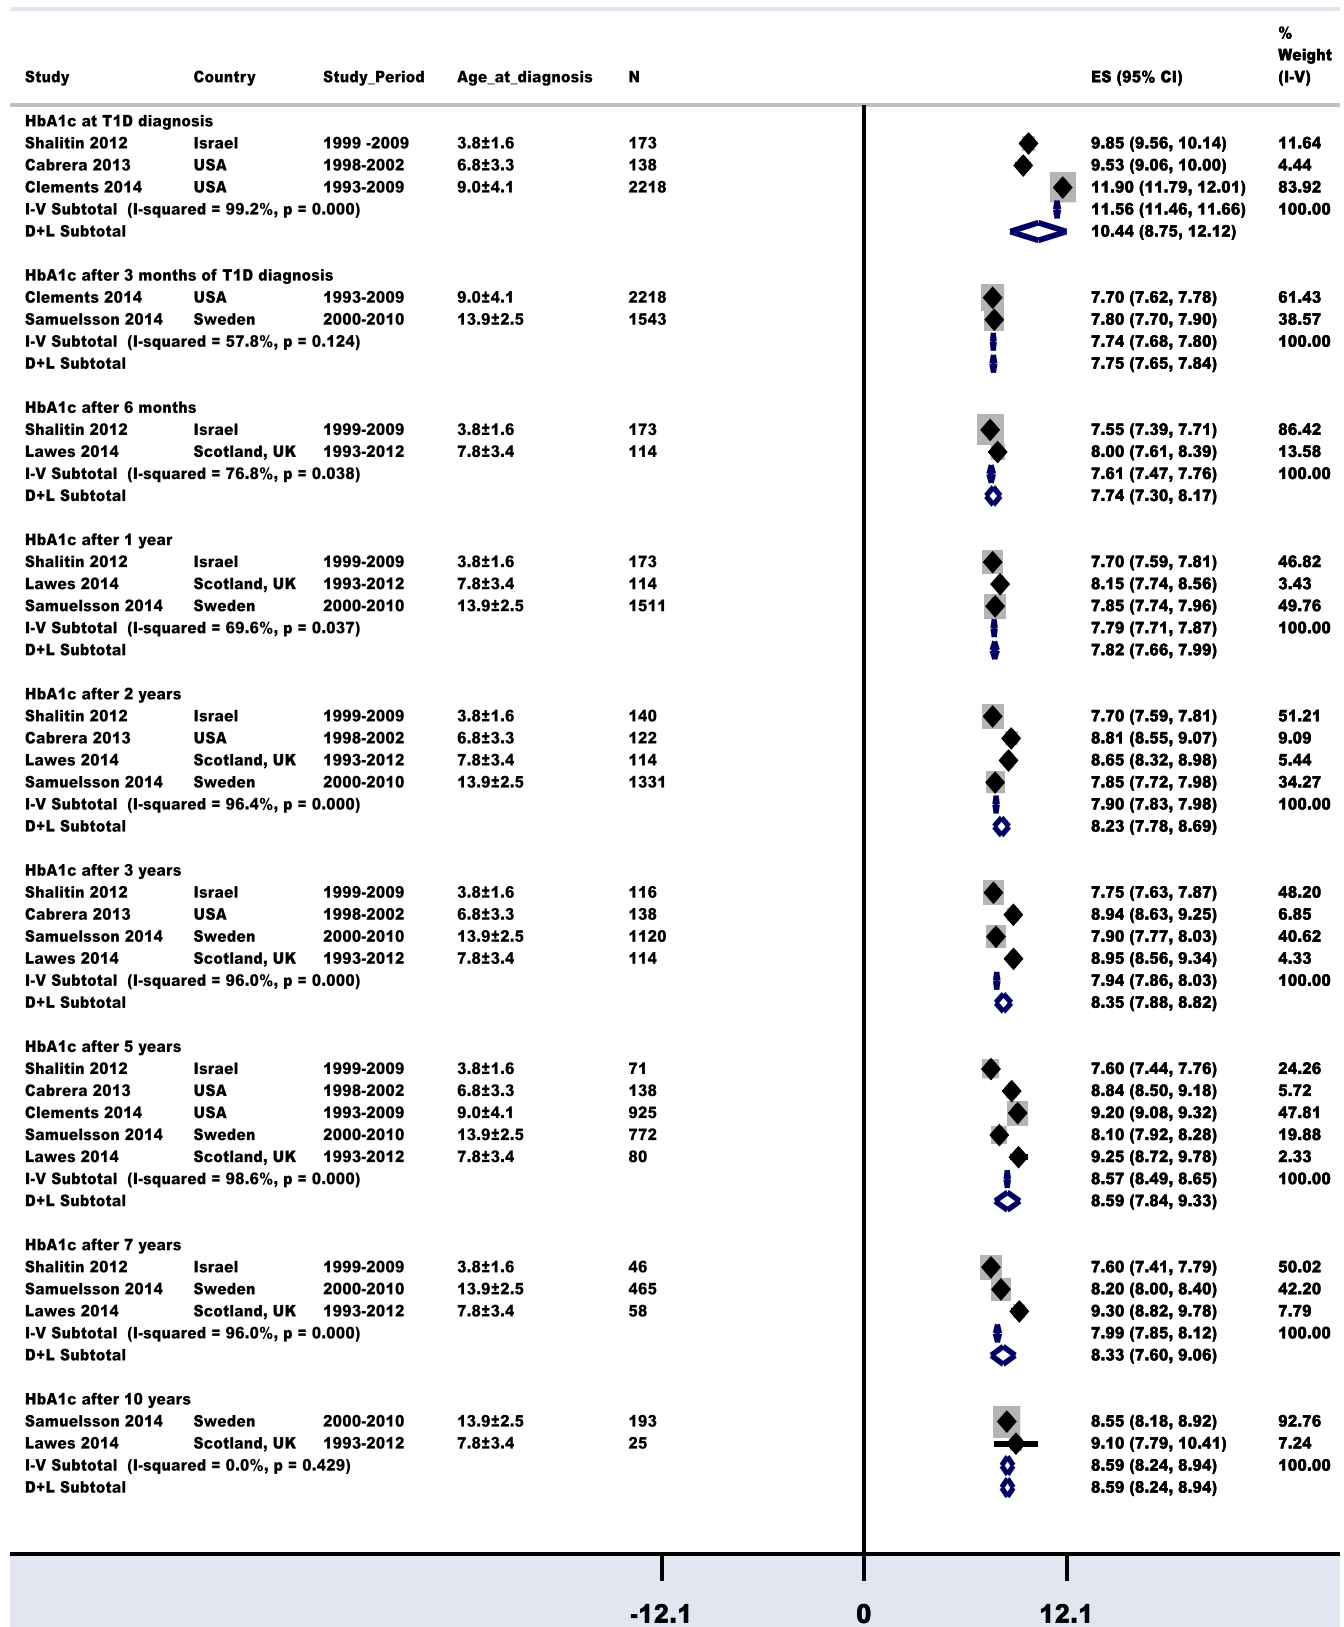 %
Weight
Study Country Study_Period Age_at_diagnosis N ES (95% CI) (I-V)
HbA1c at T1D diagnosis
Shalitin 2012 Israel 1999 -2009 3.8±1.6 173 9.85 (9.56, 10.14) 11.64
Cabrera 2013 USA 1998-2002 6.8±3.3 138 9.53 (9.06, 10.00) 4.44
Clements 2014 USA 1993-2009 9.0±4.1 2218 11.90 (11.79, 12.01) 83.92
I-V Subtotal (I-squared = 99.2%, p = 0.000) 11.56 (11.46, 11.66) 100.00
D+L Subtotal 10.44 (8.75, 12.12)
HbA1c after 3 months of T1D diagnosis
Clements 2014 USA 1993-2009 9.0±4.1 2218 7.70 (7.62, 7.78) 61.43
Samuelsson 2014 Sweden 2000-2010 13.9±2.5 1543 7.80 (7.70, 7.90) 38.57
I-V Subtotal (I-squared = 57.8%, p = 0.124) 7.74 (7.68, 7.80) 100.00
D+L Subtotal 7.75 (7.65, 7.84)
HbA1c after 6 months
Shalitin 2012 Israel 1999-2009 3.8±1.6 173 7.55 (7.39, 7.71) 86.42
Lawes 2014 Scotland, UK 1993-2012 7.8±3.4 114 8.00 (7.61, 8.39) 13.58
I-V Subtotal (I-squared = 76.8%, p = 0.038) 7.61 (7.47, 7.76) 100.00
D+L Subtotal 7.74 (7.30, 8.17)
HbA1c after 1 year
Shalitin 2012 Israel 1999-2009 3.8±1.6 173 7.70 (7.59, 7.81) 46.82
Lawes 2014 Scotland, UK 1993-2012 7.8±3.4 114 8.15 (7.74, 8.56) 3.43
Samuelsson 2014 Sweden 2000-2010 13.9±2.5 1511 7.85 (7.74, 7.96) 49.76
I-V Subtotal (I-squared = 69.6%, p = 0.037) 7.79 (7.71, 7.87) 100.00
D+L Subtotal 7.82 (7.66, 7.99)
HbA1c after 2 years
Shalitin 2012 Israel 1999-2009 3.8±1.6 140 7.70 (7.59, 7.81) 51.21
Cabrera 2013 USA 1998-2002 6.8±3.3 122 8.81 (8.55, 9.07) 9.09
Lawes 2014 Scotland, UK 1993-2012 7.8±3.4 114 8.65 (8.32, 8.98) 5.44
Samuelsson 2014 Sweden 2000-2010 13.9±2.5 1331 7.85 (7.72, 7.98) 34.27
I-V Subtotal (I-squared = 96.4%, p = 0.000) 7.90 (7.83, 7.98) 100.00
D+L Subtotal 8.23 (7.78, 8.69)
HbA1c after 3 years
Shalitin 2012 Israel 1999-2009 3.8±1.6 116 7.75 (7.63, 7.87) 48.20
Cabrera 2013 USA 1998-2002 6.8±3.3 138 8.94 (8.63, 9.25) 6.85
Samuelsson 2014 Sweden 2000-2010 13.9±2.5 1120 7.90 (7.77, 8.03) 40.62
Lawes 2014 Scotland, UK 1993-2012 7.8±3.4 114 8.95 (8.56, 9.34) 4.33
I-V Subtotal (I-squared = 96.0%, p = 0.000) 7.94 (7.86, 8.03) 100.00
D+L Subtotal 8.35 (7.88, 8.82)
HbA1c after 5 years
Shalitin 2012 Israel 1999-2009 3.8±1.6 71 7.60 (7.44, 7.76) 24.26
Cabrera 2013 USA 1998-2002 6.8±3.3 138 8.84 (8.50, 9.18) 5.72
Clements 2014 USA 1993-2009 9.0±4.1 925 9.20 (9.08, 9.32) 47.81
Samuelsson 2014 Sweden 2000-2010 13.9±2.5 772 8.10 (7.92, 8.28) 19.88
Lawes 2014 Scotland, UK 1993-2012 7.8±3.4 80 9.25 (8.72, 9.78) 2.33
I-V Subtotal (I-squared = 98.6%, p = 0.000) 8.57 (8.49, 8.65) 100.00
D+L Subtotal 8.59 (7.84, 9.33)
HbA1c after 7 years
Shalitin 2012 Israel 1999-2009 3.8±1.6 46 7.60 (7.41, 7.79) 50.02
Samuelsson 2014 Sweden 2000-2010 13.9±2.5 465 8.20 (8.00, 8.40) 42.20
Lawes 2014 Scotland, UK 1993-2012 7.8±3.4 58 9.30 (8.82, 9.78) 7.79
I-V Subtotal (I-squared = 96.0%, p = 0.000) 7.99 (7.85, 8.12) 100.00
D+L Subtotal 8.33 (7.60, 9.06)
HbA1c after 10 years
Samuelsson 2014 Sweden 2000-2010 13.9±2.5 193 8.55 (8.18, 8.92) 92.76
Lawes 2014 Scotland, UK 1993-2012 7.8±3.4 25 9.10 (7.79, 10.41) 7.24
I-V Subtotal (I-squared = 0.0%, p = 0.429) 8.59 (8.24, 8.94) 100.00
D+L Subtotal 8.59 (8.24, 8.94)
-12.1 0 12.1